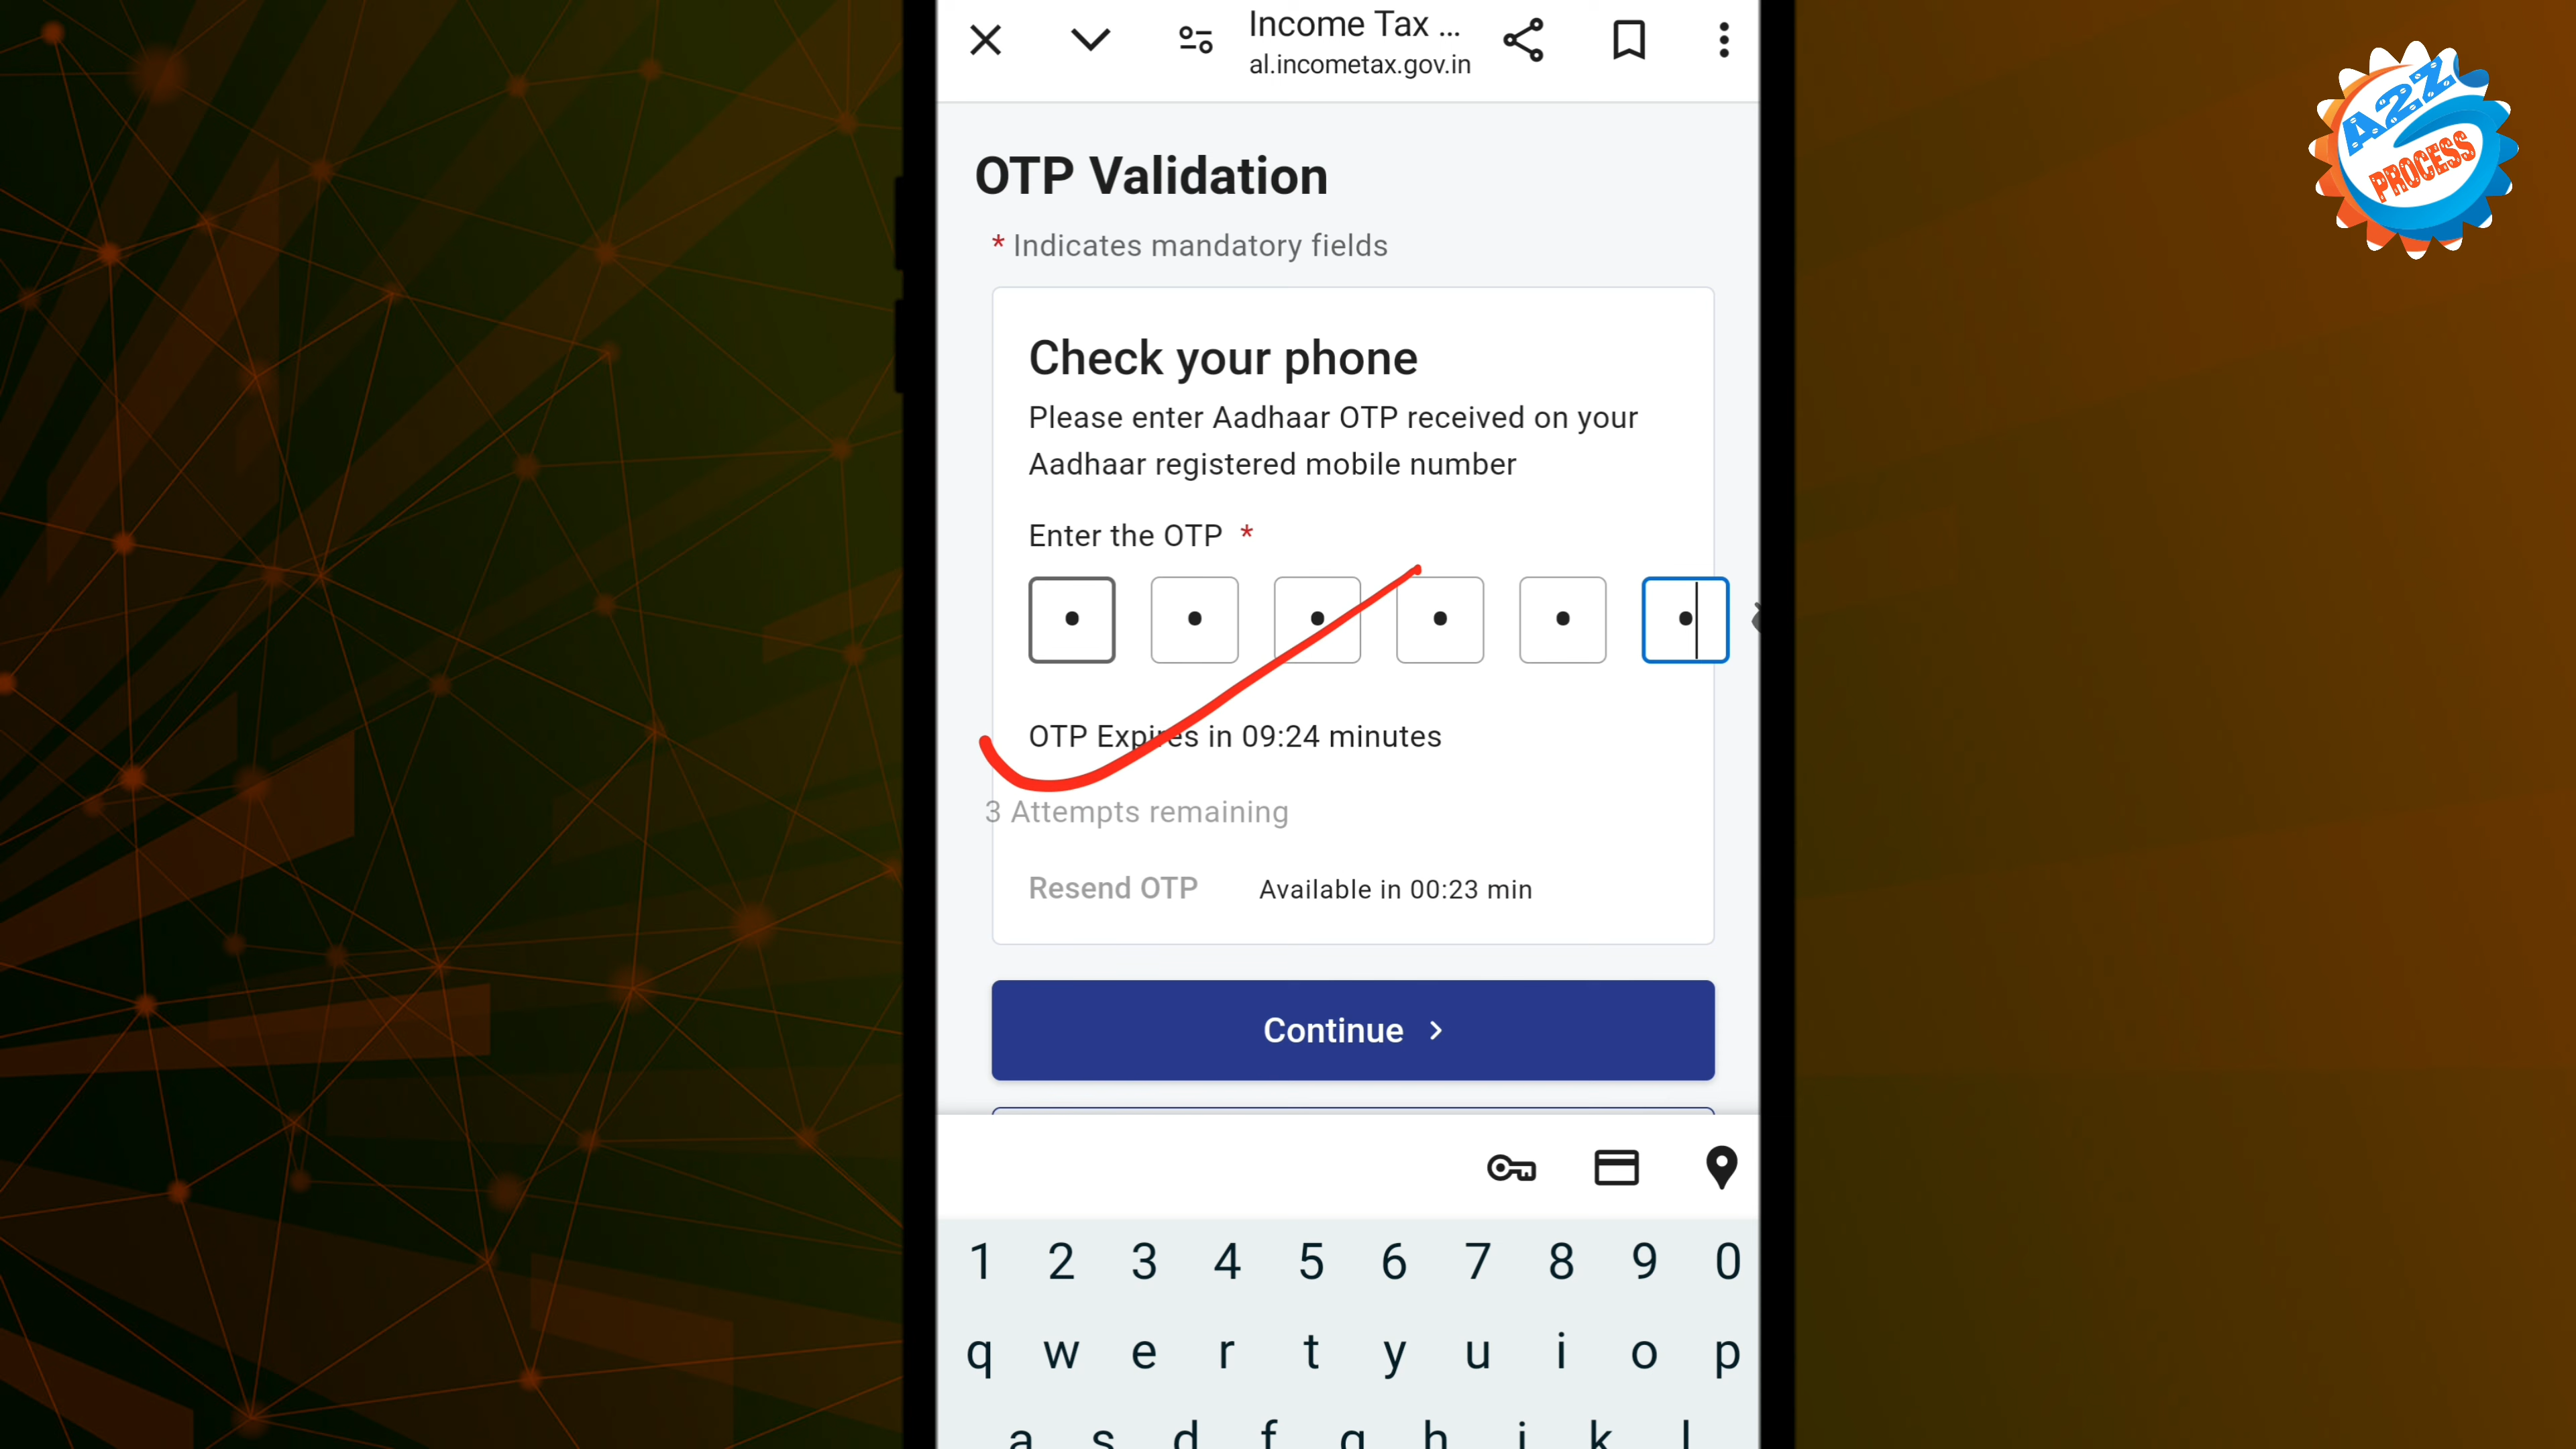 Income Tax ...
al.incometax.gov.in
A2Z
PROCESS
OTP Validation
* Indicates mandatory fields
Check your phone
Please enter Aadhaar OTP received on your
Aadhaar registered mobile number
Enter the OTP *
OTP Expires in 09:24 minutes
3 Attempts remaining
Resend OTP Available in 00:23 min
Continue
1 2 3 4 5 6 7 8 9 0
q w e r t y u i o p
a s d f g h j k l